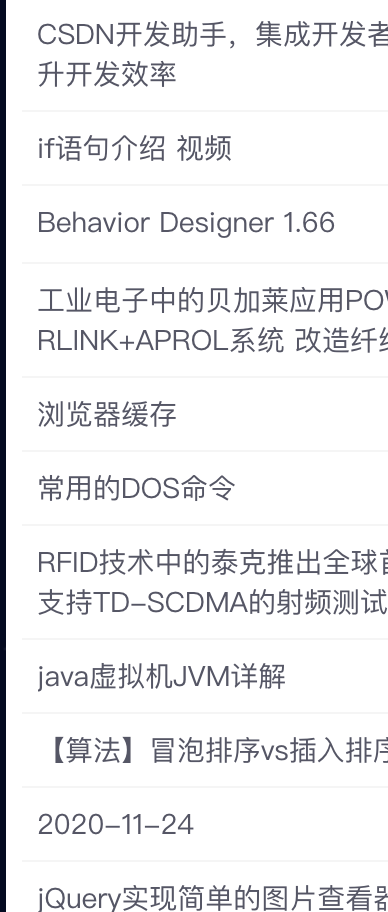 CSDN开发助手，集成开发者
升开发效率
if语句介绍 视频
Behavior Designer 1.66
工业电子中的贝加莱应用PO
RLINK+APROL系统 改造纤
浏览器缓存
常用的DOS命令
RFID技术中的泰克推出全球首
支持TD-SCDMA的射频测试
java虚拟机JVM详解
【算法】冒泡排序vs插入排序
2020-11-24
jQuery实现简单的图片查看器